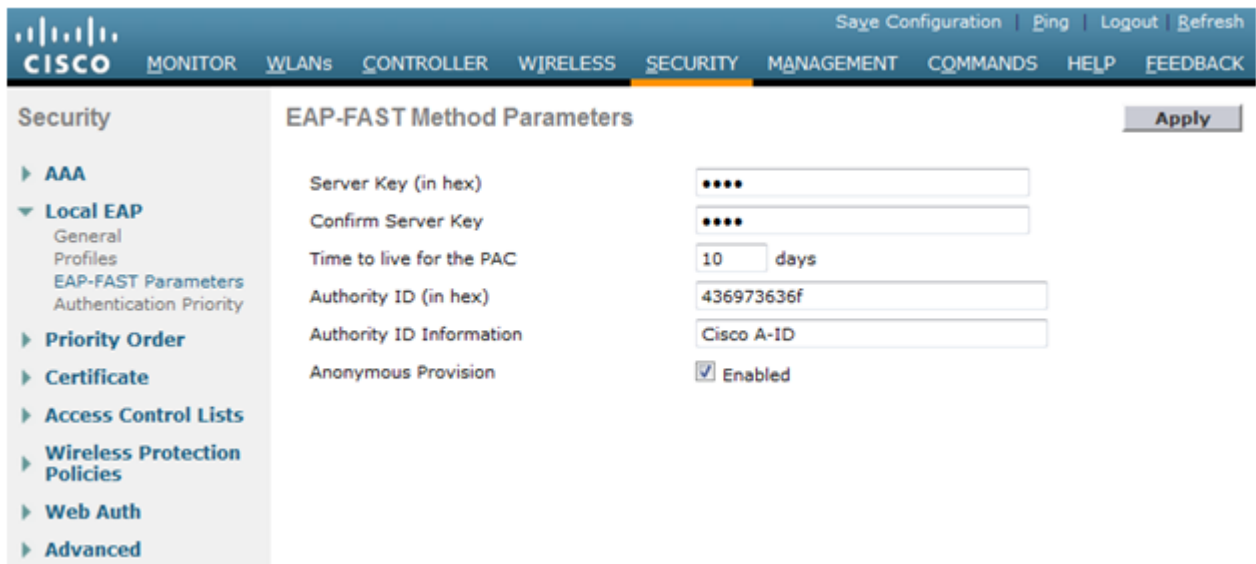 Save Configuration | Ping | Logout | Refresh
CISCO MONITOR WLANs CONTROLLER WIRELESS SECURITY MANAGEMENT COMMANDS HELP FEEDBACK
Security
AAA
Local EAP
General
Profiles
EAP-FAST Parameters
Authentication Priority
Priority Order
Certificate
Access Control Lists
Wireless Protection
Policies
Web Auth
Advanced
EAP-FAST Method Parameters
Apply
Server Key (in hex) ••••
Confirm Server Key ••••
Time to live for the PAC 10 days
Authority ID (in hex) 436973636f
Authority ID Information Cisco A-ID
Anonymous Provision Enabled